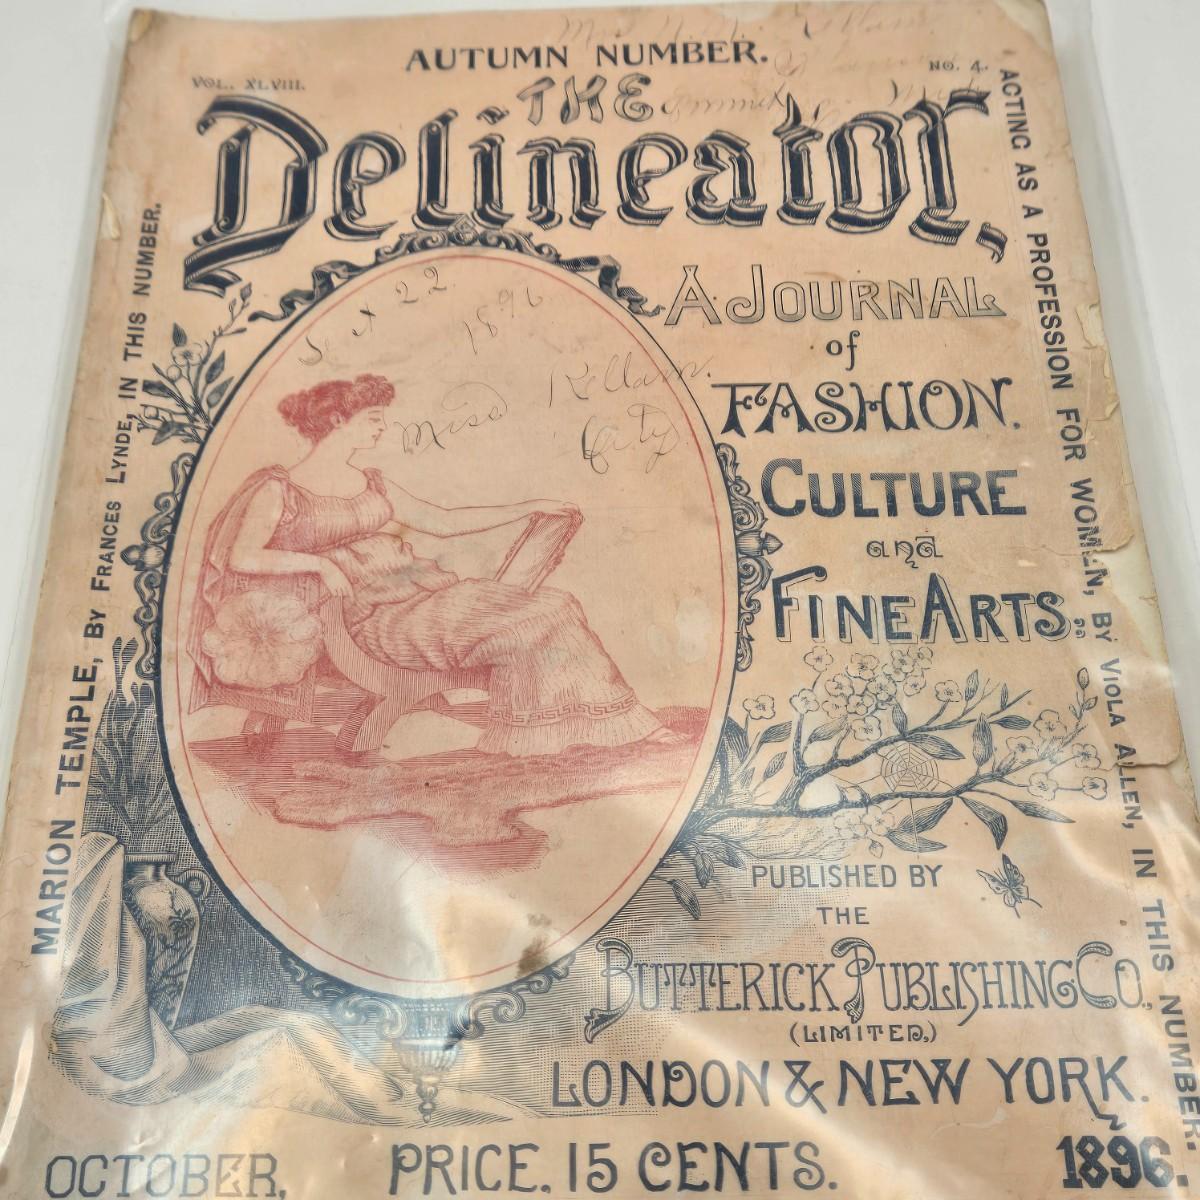 AUTUMN NUMBER.
VOL. XLVIII.
NO. 4.
THE
Delineator.
A JOURNAL
of
FASHION.
CULTURE
and
FINE ARTS.
MARION TEMPLE, BY FRANCES LYNDE, IN THIS NUMBER.
ACTING AS A PROFESSION FOR WOMEN, BY VIOLA ALLEN, IN THIS NUMBER.
22
1896
Miss Kellam.
City.
PUBLISHED BY
THE
BUTTERICK PUBLISHING CO.,
(LIMITED.)
LONDON & NEW YORK.
OCTOBER, PRICE. 15 CENTS. 1896.